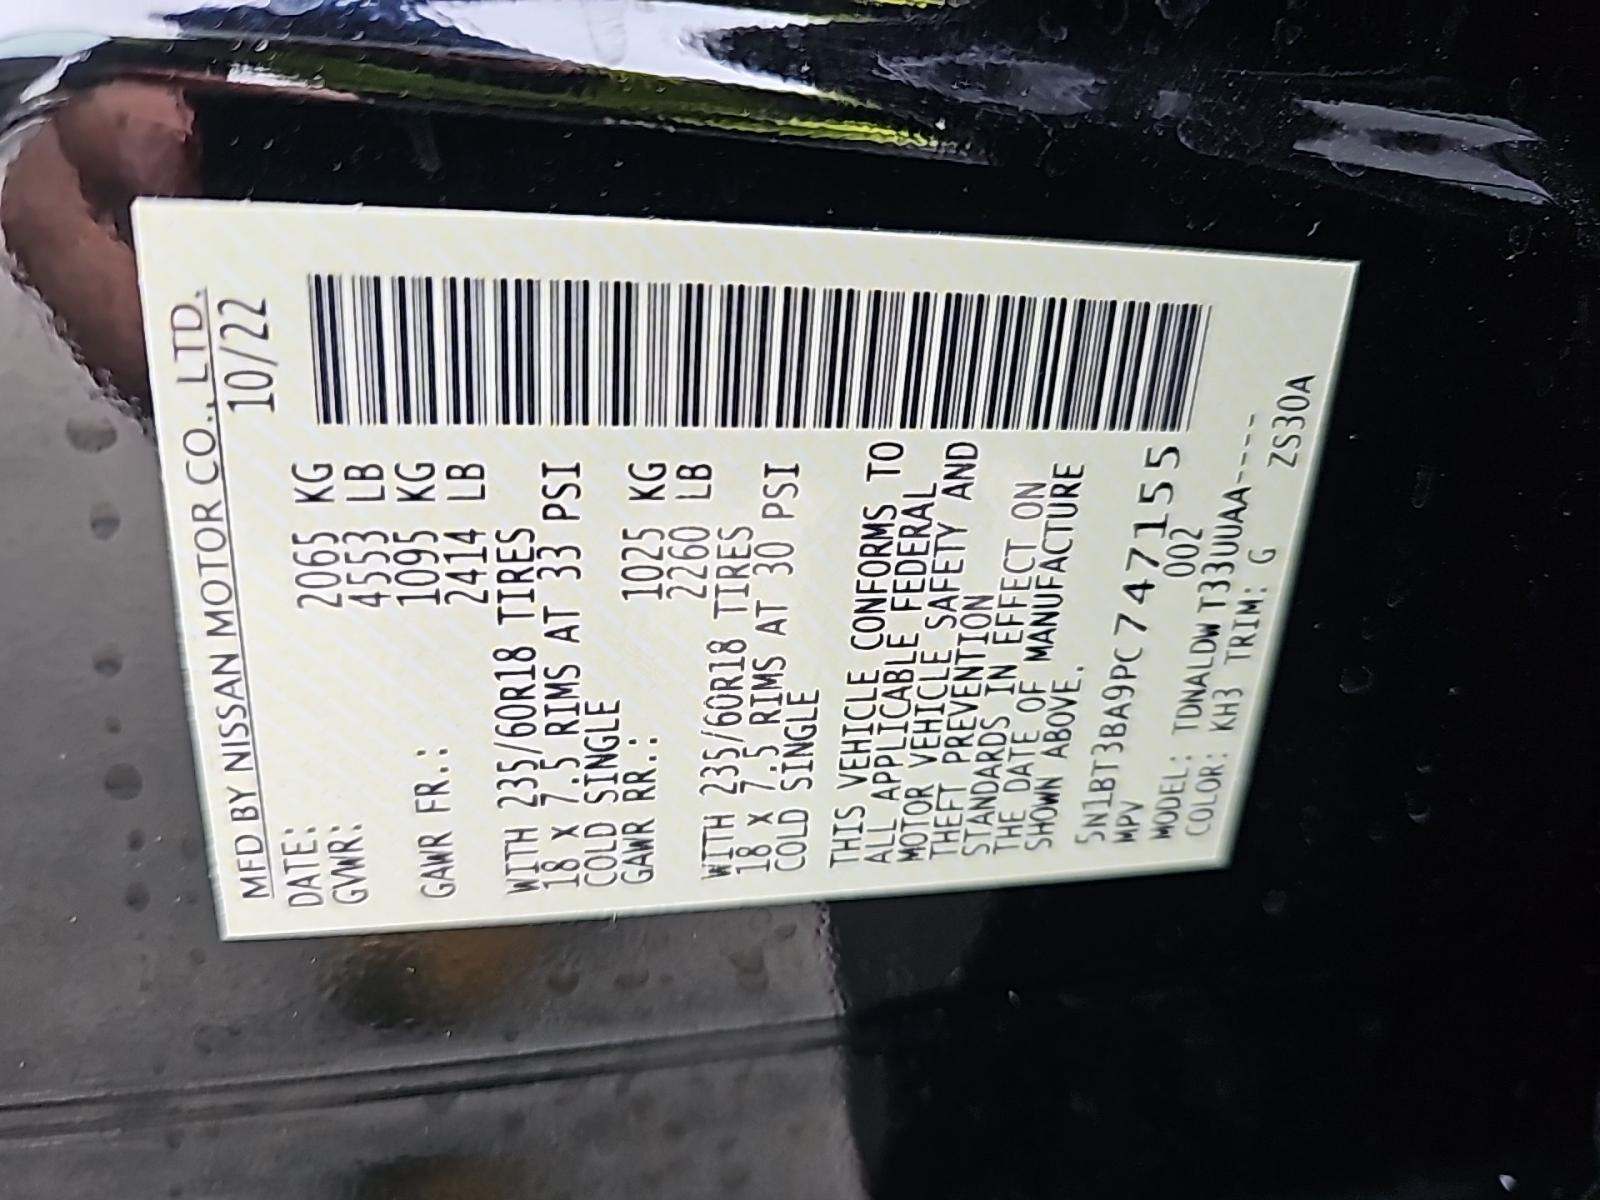 MFD BY NISSAN MOTOR CO., LTD.
DATE: 10/22
GVWR: 2065 KG
4553 LB
GAWR FR.: 1095 KG
2414 LB
WITH 235/60R18 TIRES
18 x 7.5 RIMS AT 33 PSI
COLD SINGLE
GAWR RR.: 1025 KG
2260 LB
WITH 235/60R18 TIRES
18 x 7.5 RIMS AT 30 PSI
COLD SINGLE
THIS VEHICLE CONFORMS TO
ALL APPLICABLE FEDERAL
MOTOR VEHICLE SAFETY AND
THEFT PREVENTION
STANDARDS IN EFFECT ON
THE DATE OF MANUFACTURE
SHOWN ABOVE.
5N1BT3BA9PC747155
MPV 002
MODEL: TDNALDW T33UUAA----
COLOR: KH3 TRIM: G ZS30A